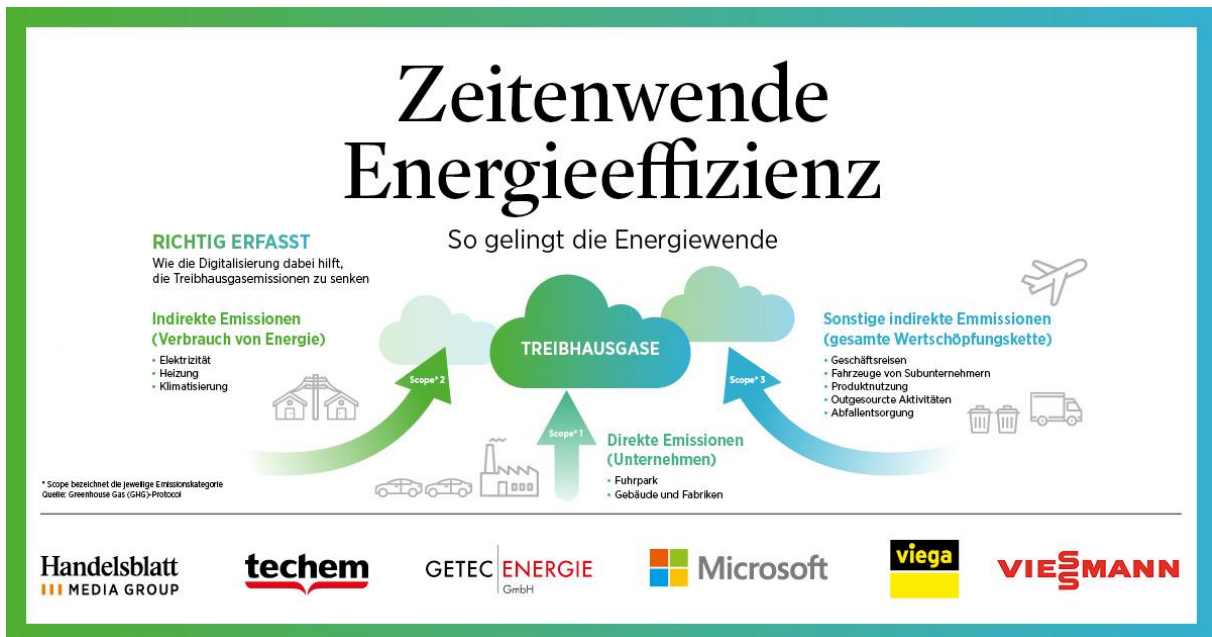 Zeitenwende
Energieeffizienz
So gelingt die Energiewende
RICHTIG ERFASST
Wie die Digitalisierung dabei hilft,
die Treibhausgasemissionen zu senken
Indirekte Emissionen
(Verbrauch von Energie)
• Elektrizität
• Heizung
• Klimatisierung
Scope* 2
TREIBHAUSGASE
Scope* 1
Direkte Emissionen
(Unternehmen)
• Fuhrpark
• Gebäude und Fabriken
Scope* 3
Sonstige indirekte Emmissionen
(gesamte Wertschöpfungskette)
• Geschäftsreisen
• Fahrzeuge von Subunternehmern
• Produktnutzung
• Outgesourcte Aktivitäten
• Abfallentsorgung
* Scope bezeichnet die jeweilige Emissionskategorie
Quelle: Greenhouse Gas (GHG)-Protocol
Handelsblatt
MEDIA GROUP
techem
GETEC ENERGIE
GmbH
Microsoft
viega
VIESSMANN